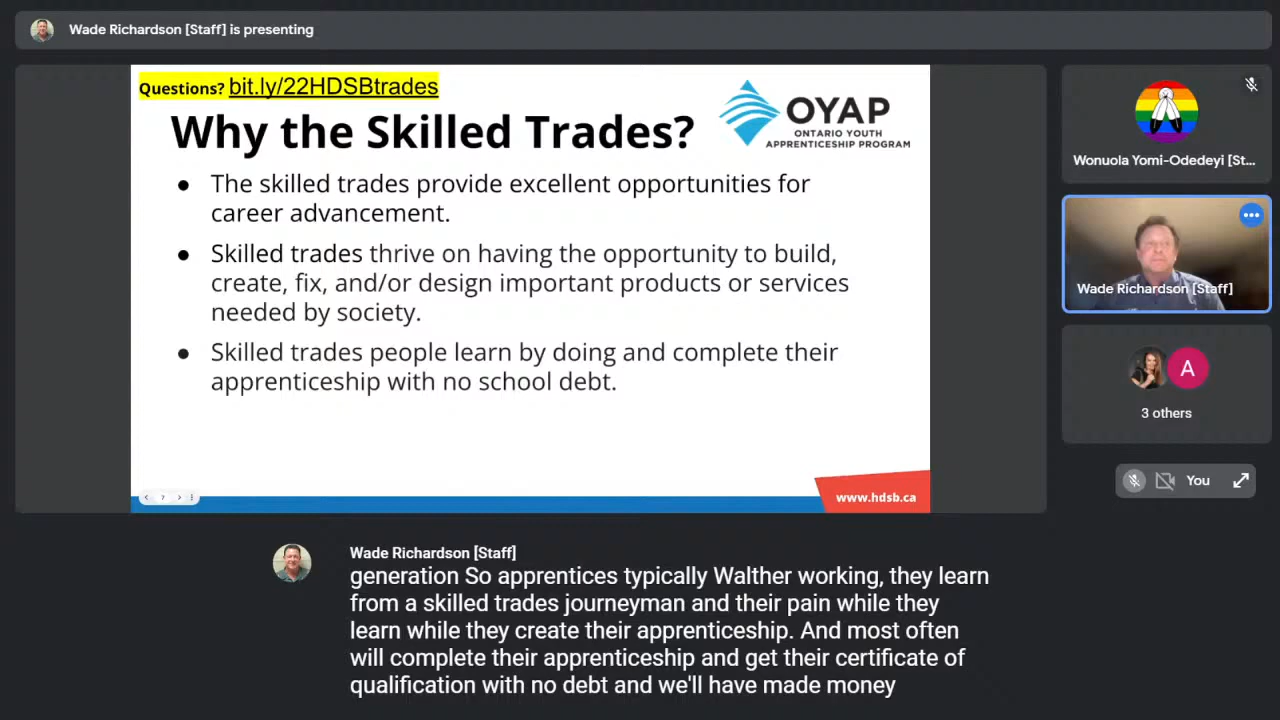 Wade Richardson [Staff] is presenting
Questions? bit.ly/22HDSBtrades
OYAP
ONTARIO YOUTH
APPRENTICESHIP PROGRAM
Why the Skilled Trades?
● The skilled trades provide excellent opportunities for
career advancement.
● Skilled trades thrive on having the opportunity to build,
create, fix, and/or design important products or services
needed by society.
● Skilled trades people learn by doing and complete their
apprenticeship with no school debt.
www.hdsb.ca
Wonuola Yomi-Odedeyi [St...
Wade Richardson [Staff]
A
3 others
You
Wade Richardson [Staff]
generation So apprentices typically Walther working, they learn
from a skilled trades journeyman and their pain while they
learn while they create their apprenticeship. And most often
will complete their apprenticeship and get their certificate of
qualification with no debt and we'll have made money